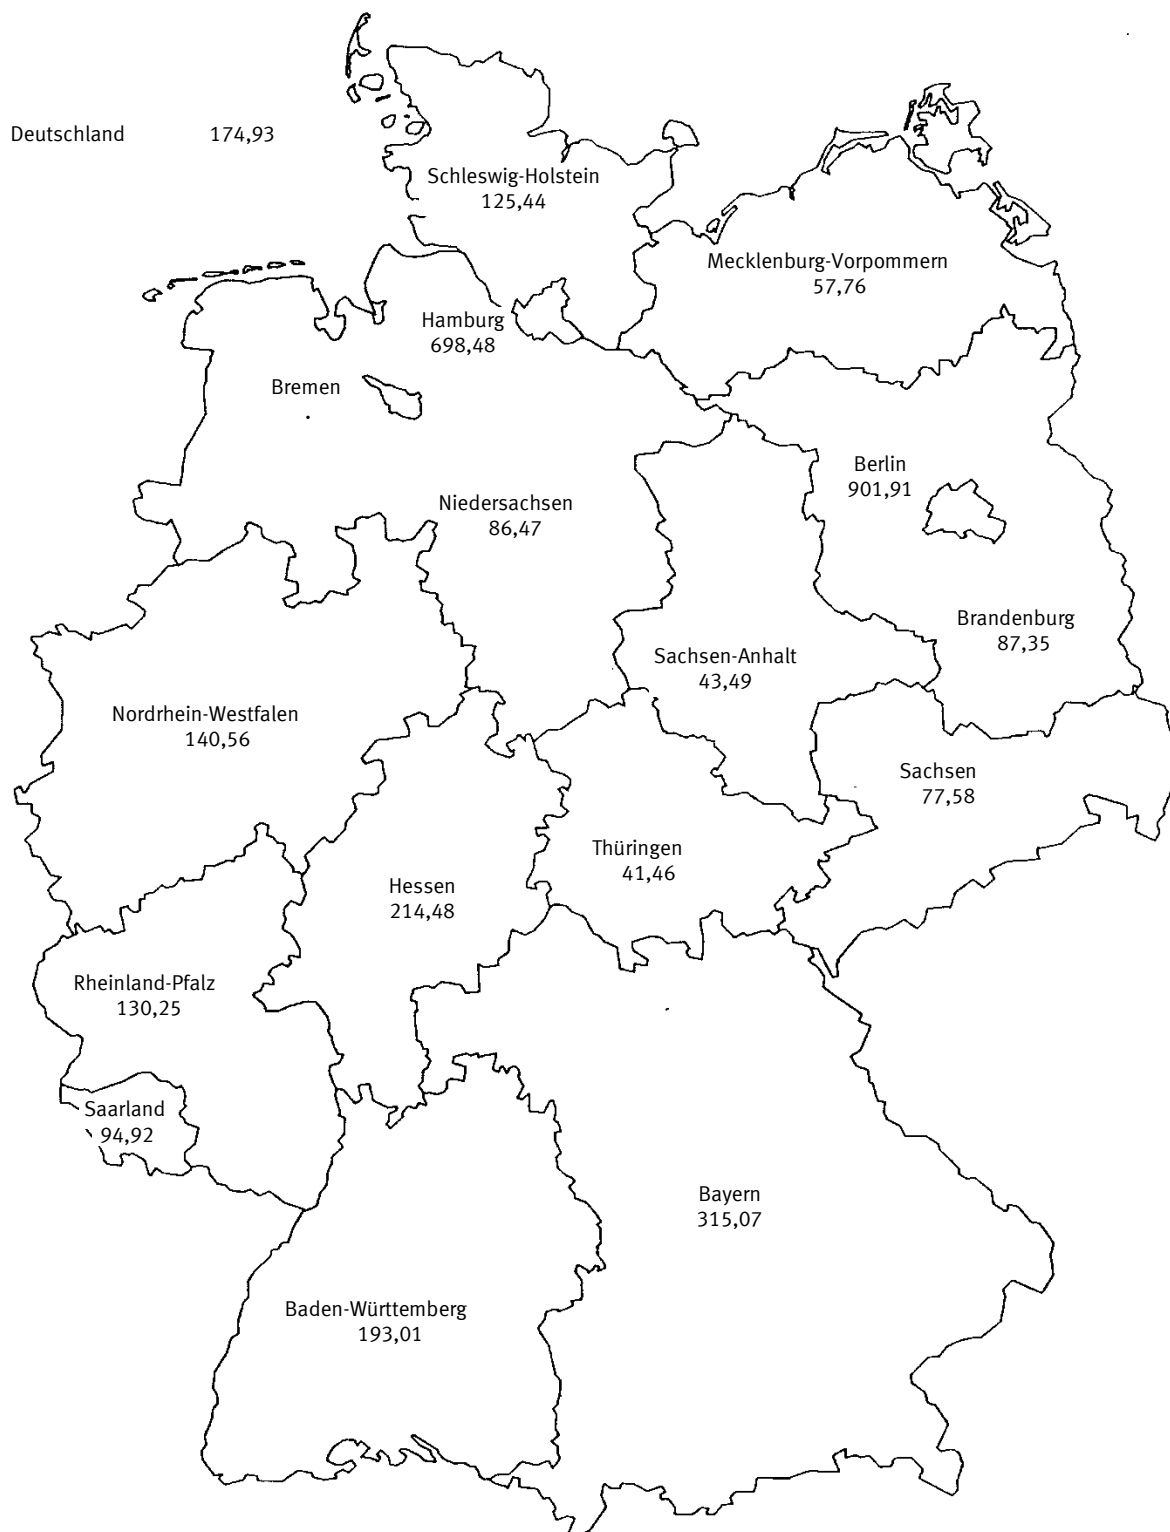 Deutschland 174,93
Schleswig-Holstein
125,44
Mecklenburg-Vorpommern
57,76
Hamburg
698,48
Bremen
.
Berlin
901,91
Niedersachsen
86,47
Brandenburg
87,35
Sachsen-Anhalt
43,49
Nordrhein-Westfalen
140,56
Sachsen
77,58
Thüringen
41,46
Hessen
214,48
Rheinland-Pfalz
130,25
Saarland
94,92
Bayern
315,07
Baden-Württemberg
193,01